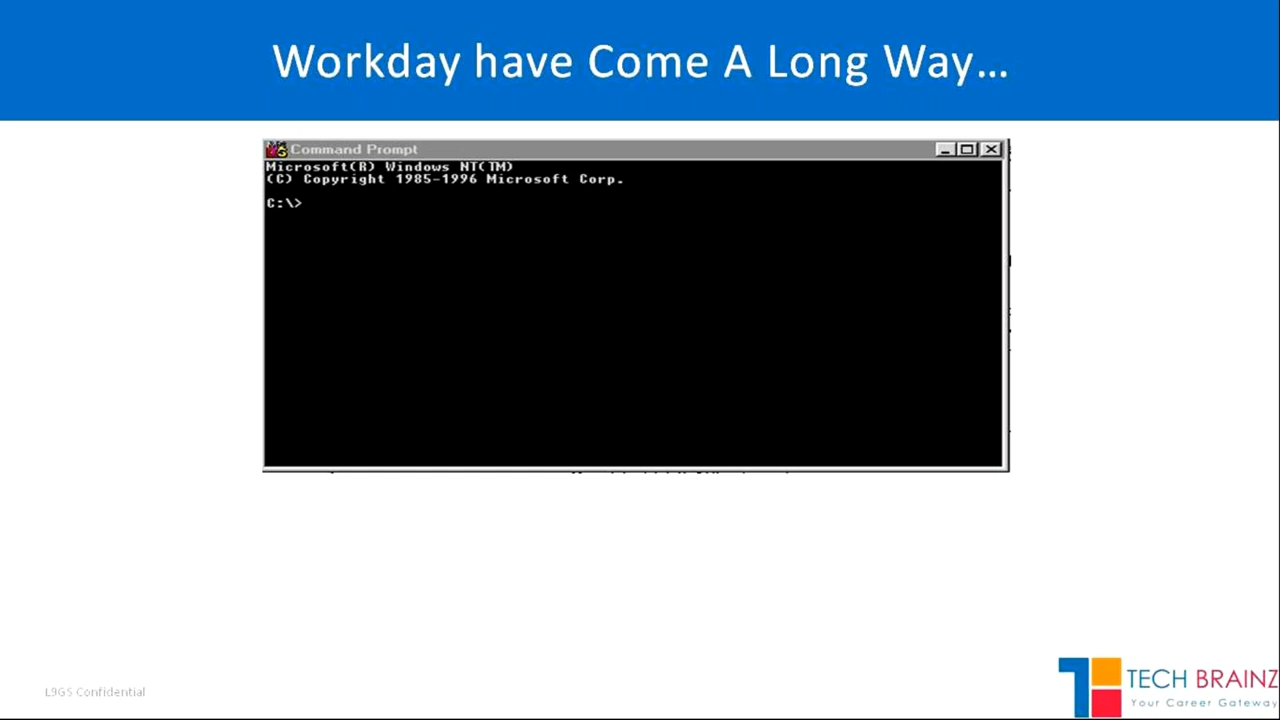 Workday have Come A Long Way...
Command Prompt
Microsoft(R) Windows NT(TM)
(C) Copyright 1985-1996 Microsoft Corp.
C:\>
L9GS Confidential
TECH BRAINZ
Your Career Gateway